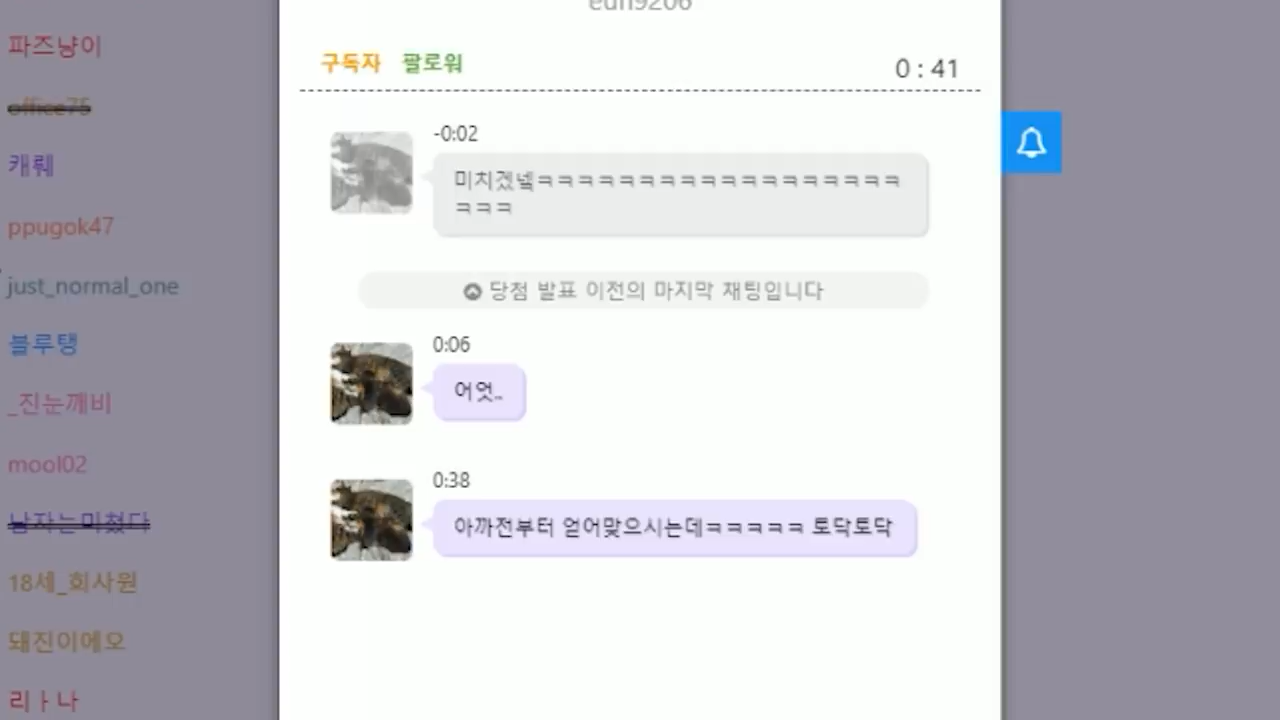 eun9206
파즈냥이
office75
캐뤠
ppugok47
just_normal_one
블루탱
_진눈깨비
mool02
남자는미쳤다
18세_회사원
돼진이에오
리ㅏ나
구독자 팔로워
0 : 41
-0:02
미치겠넼ㅋㅋㅋㅋㅋㅋㅋㅋㅋㅋㅋㅋㅋㅋㅋㅋㅋㅋ
ㅋㅋㅋ
당첨 발표 이전의 마지막 채팅입니다
0:06
어엇..
0:38
아까전부터 얻어맞으시는데ㅋㅋㅋㅋㅋ 토닥토닥